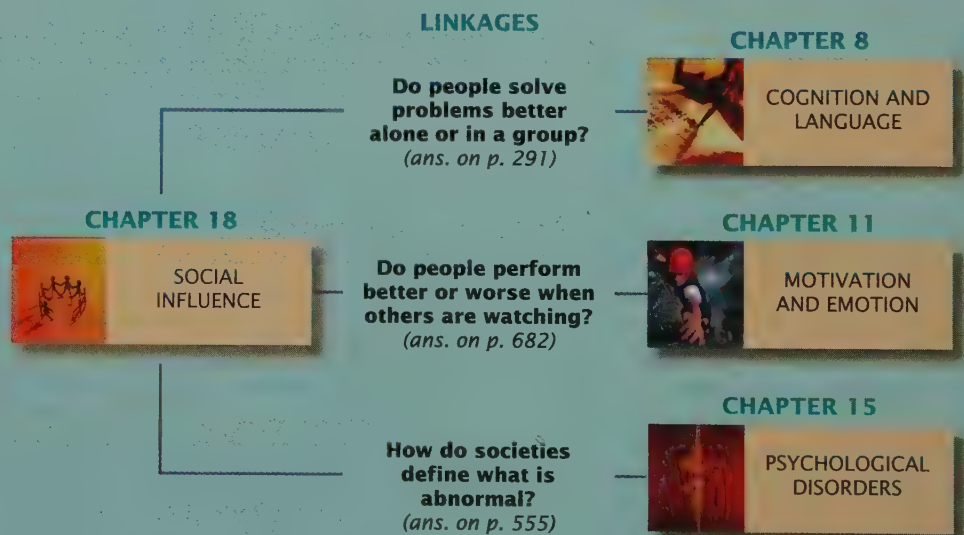 LINKAGES
CHAPTER 18
SOCIAL
INFLUENCE
Do people solve
problems better
alone or in a group?
(ans. on p. 291)
CHAPTER 8
COGNITION AND
LANGUAGE
Do people perform
better or worse when
others are watching?
(ans. on p. 682)
CHAPTER 11
MOTIVATION
AND EMOTION
How do societies
define what is
abnormal?
(ans. on p. 555)
CHAPTER 15
PSYCHOLOGICAL
DISORDERS